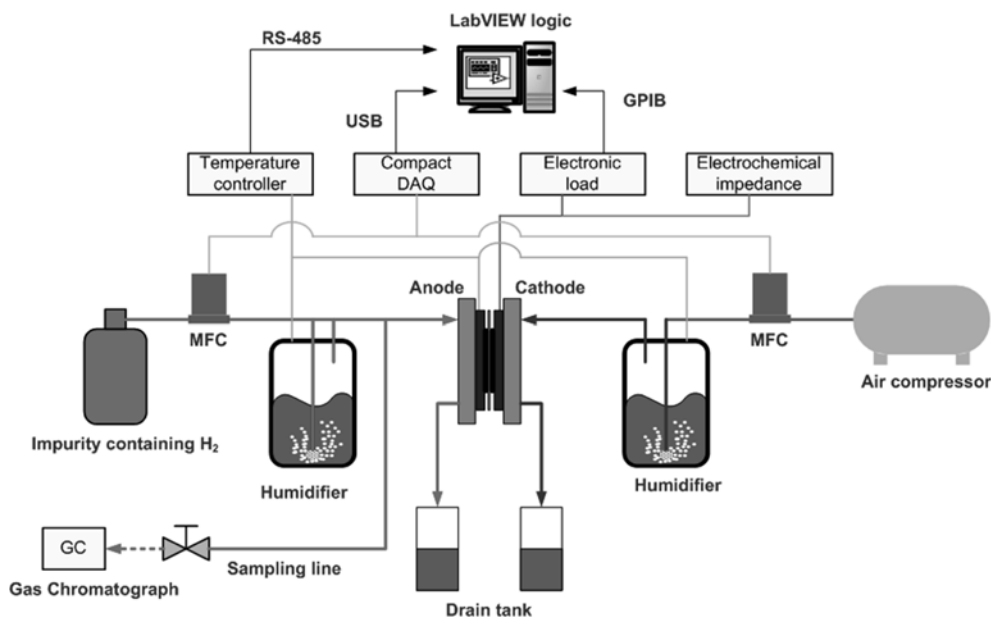 LabVIEW logic
RS-485
USB
GPIB
Temperature
controller
Compact
DAQ
Electronic
load
Electrochemical
impedance
Anode
Cathode
MFC
MFC
Air compressor
Impurity containing H₂
Humidifier
Humidifier
GC
Sampling line
Gas Chromatograph
Drain tank